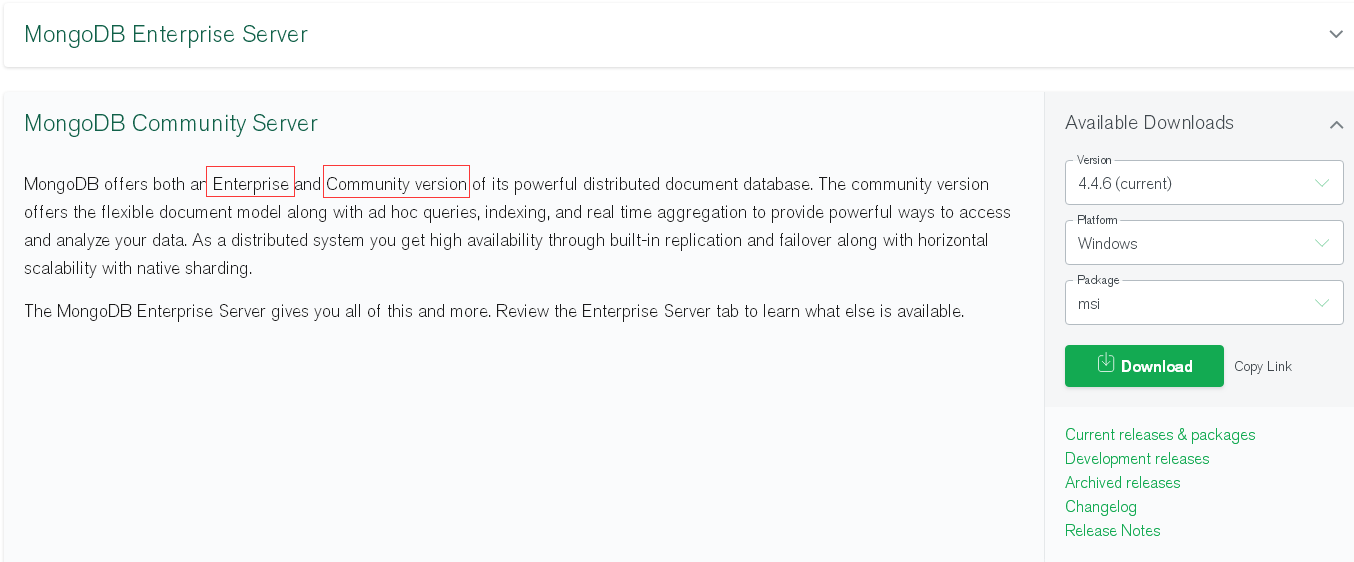 MongoDB Enterprise Server
MongoDB Community Server
MongoDB offers both an Enterprise and Community version of its powerful distributed document database. The community version
offers the flexible document model along with ad hoc queries, indexing, and real time aggregation to provide powerful ways to access
and analyze your data. As a distributed system you get high availability through built-in replication and failover along with horizontal
scalability with native sharding.
The MongoDB Enterprise Server gives you all of this and more. Review the Enterprise Server tab to learn what else is available.
Available Downloads
Version
4.4.6 (current)
Platform
Windows
Package
msi
Download Copy Link
Current releases & packages
Development releases
Archived releases
Changelog
Release Notes